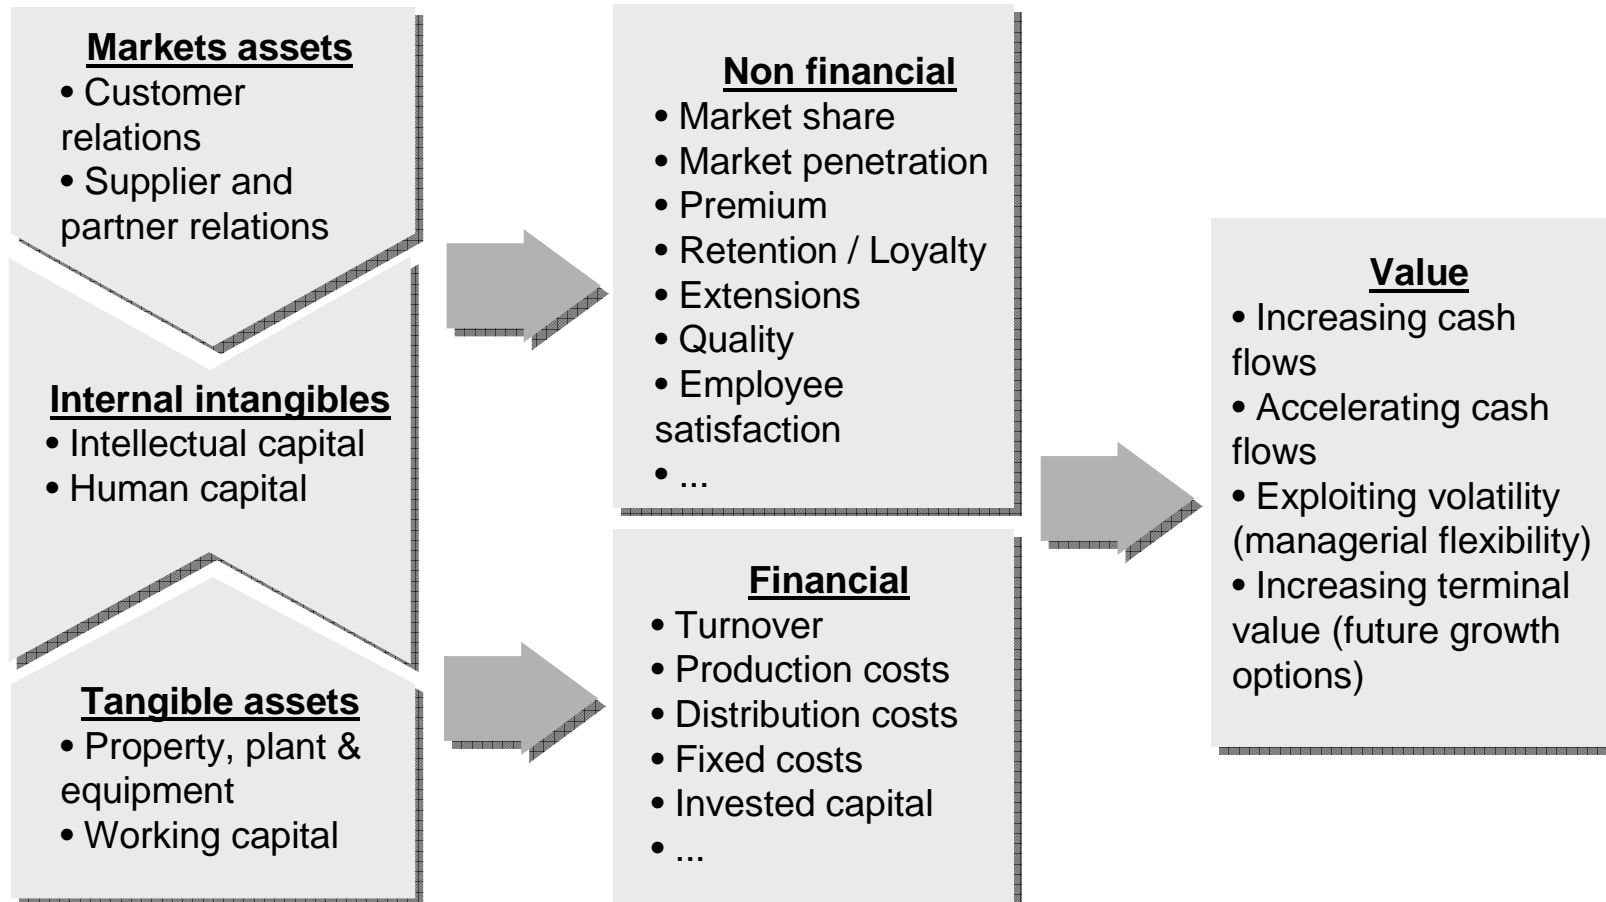 Markets assets
• Customer
relations
• Supplier and
partner relations
Internal intangibles
• Intellectual capital
• Human capital
Tangible assets
• Property, plant &
equipment
• Working capital
Non financial
• Market share
• Market penetration
• Premium
• Retention / Loyalty
• Extensions
• Quality
• Employee
satisfaction
• ...
Financial
• Turnover
• Production costs
• Distribution costs
• Fixed costs
• Invested capital
• ...
Value
• Increasing cash
flows
• Accelerating cash
flows
• Exploiting volatility
(managerial flexibility)
• Increasing terminal
value (future growth
options)